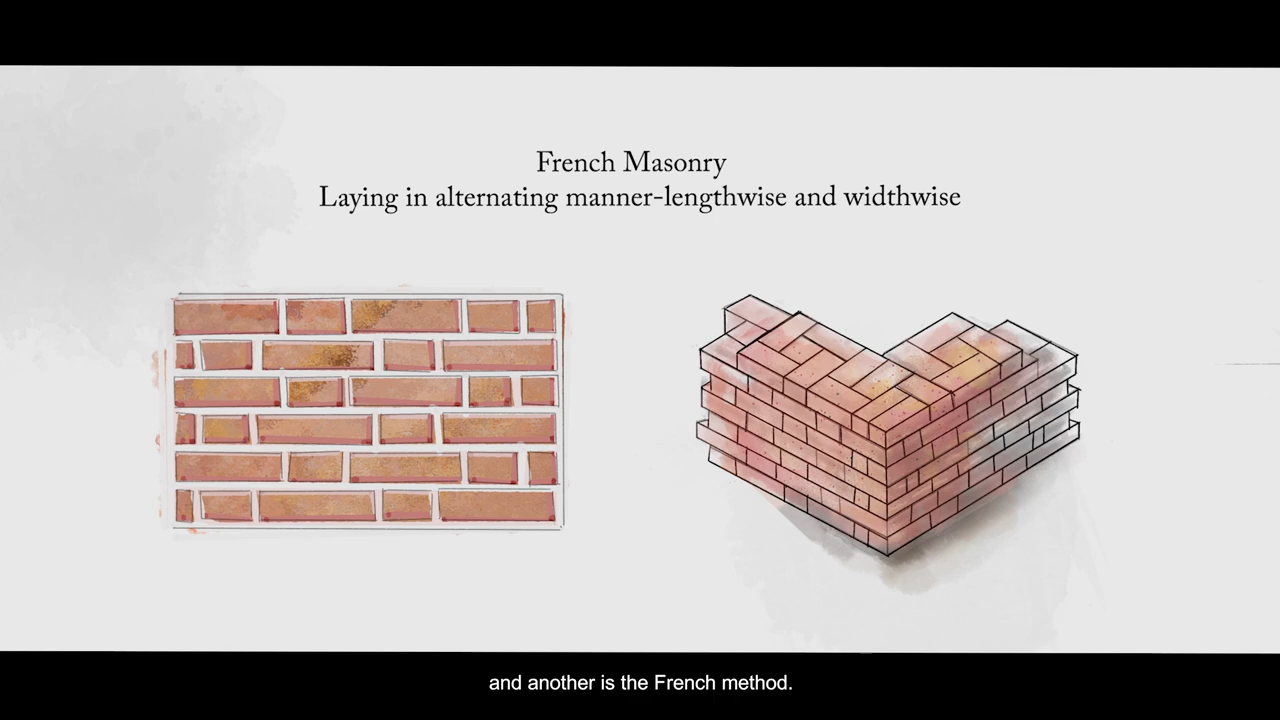 French Masonry
Laying in alternating manner-lengthwise and widthwise
and another is the French method.